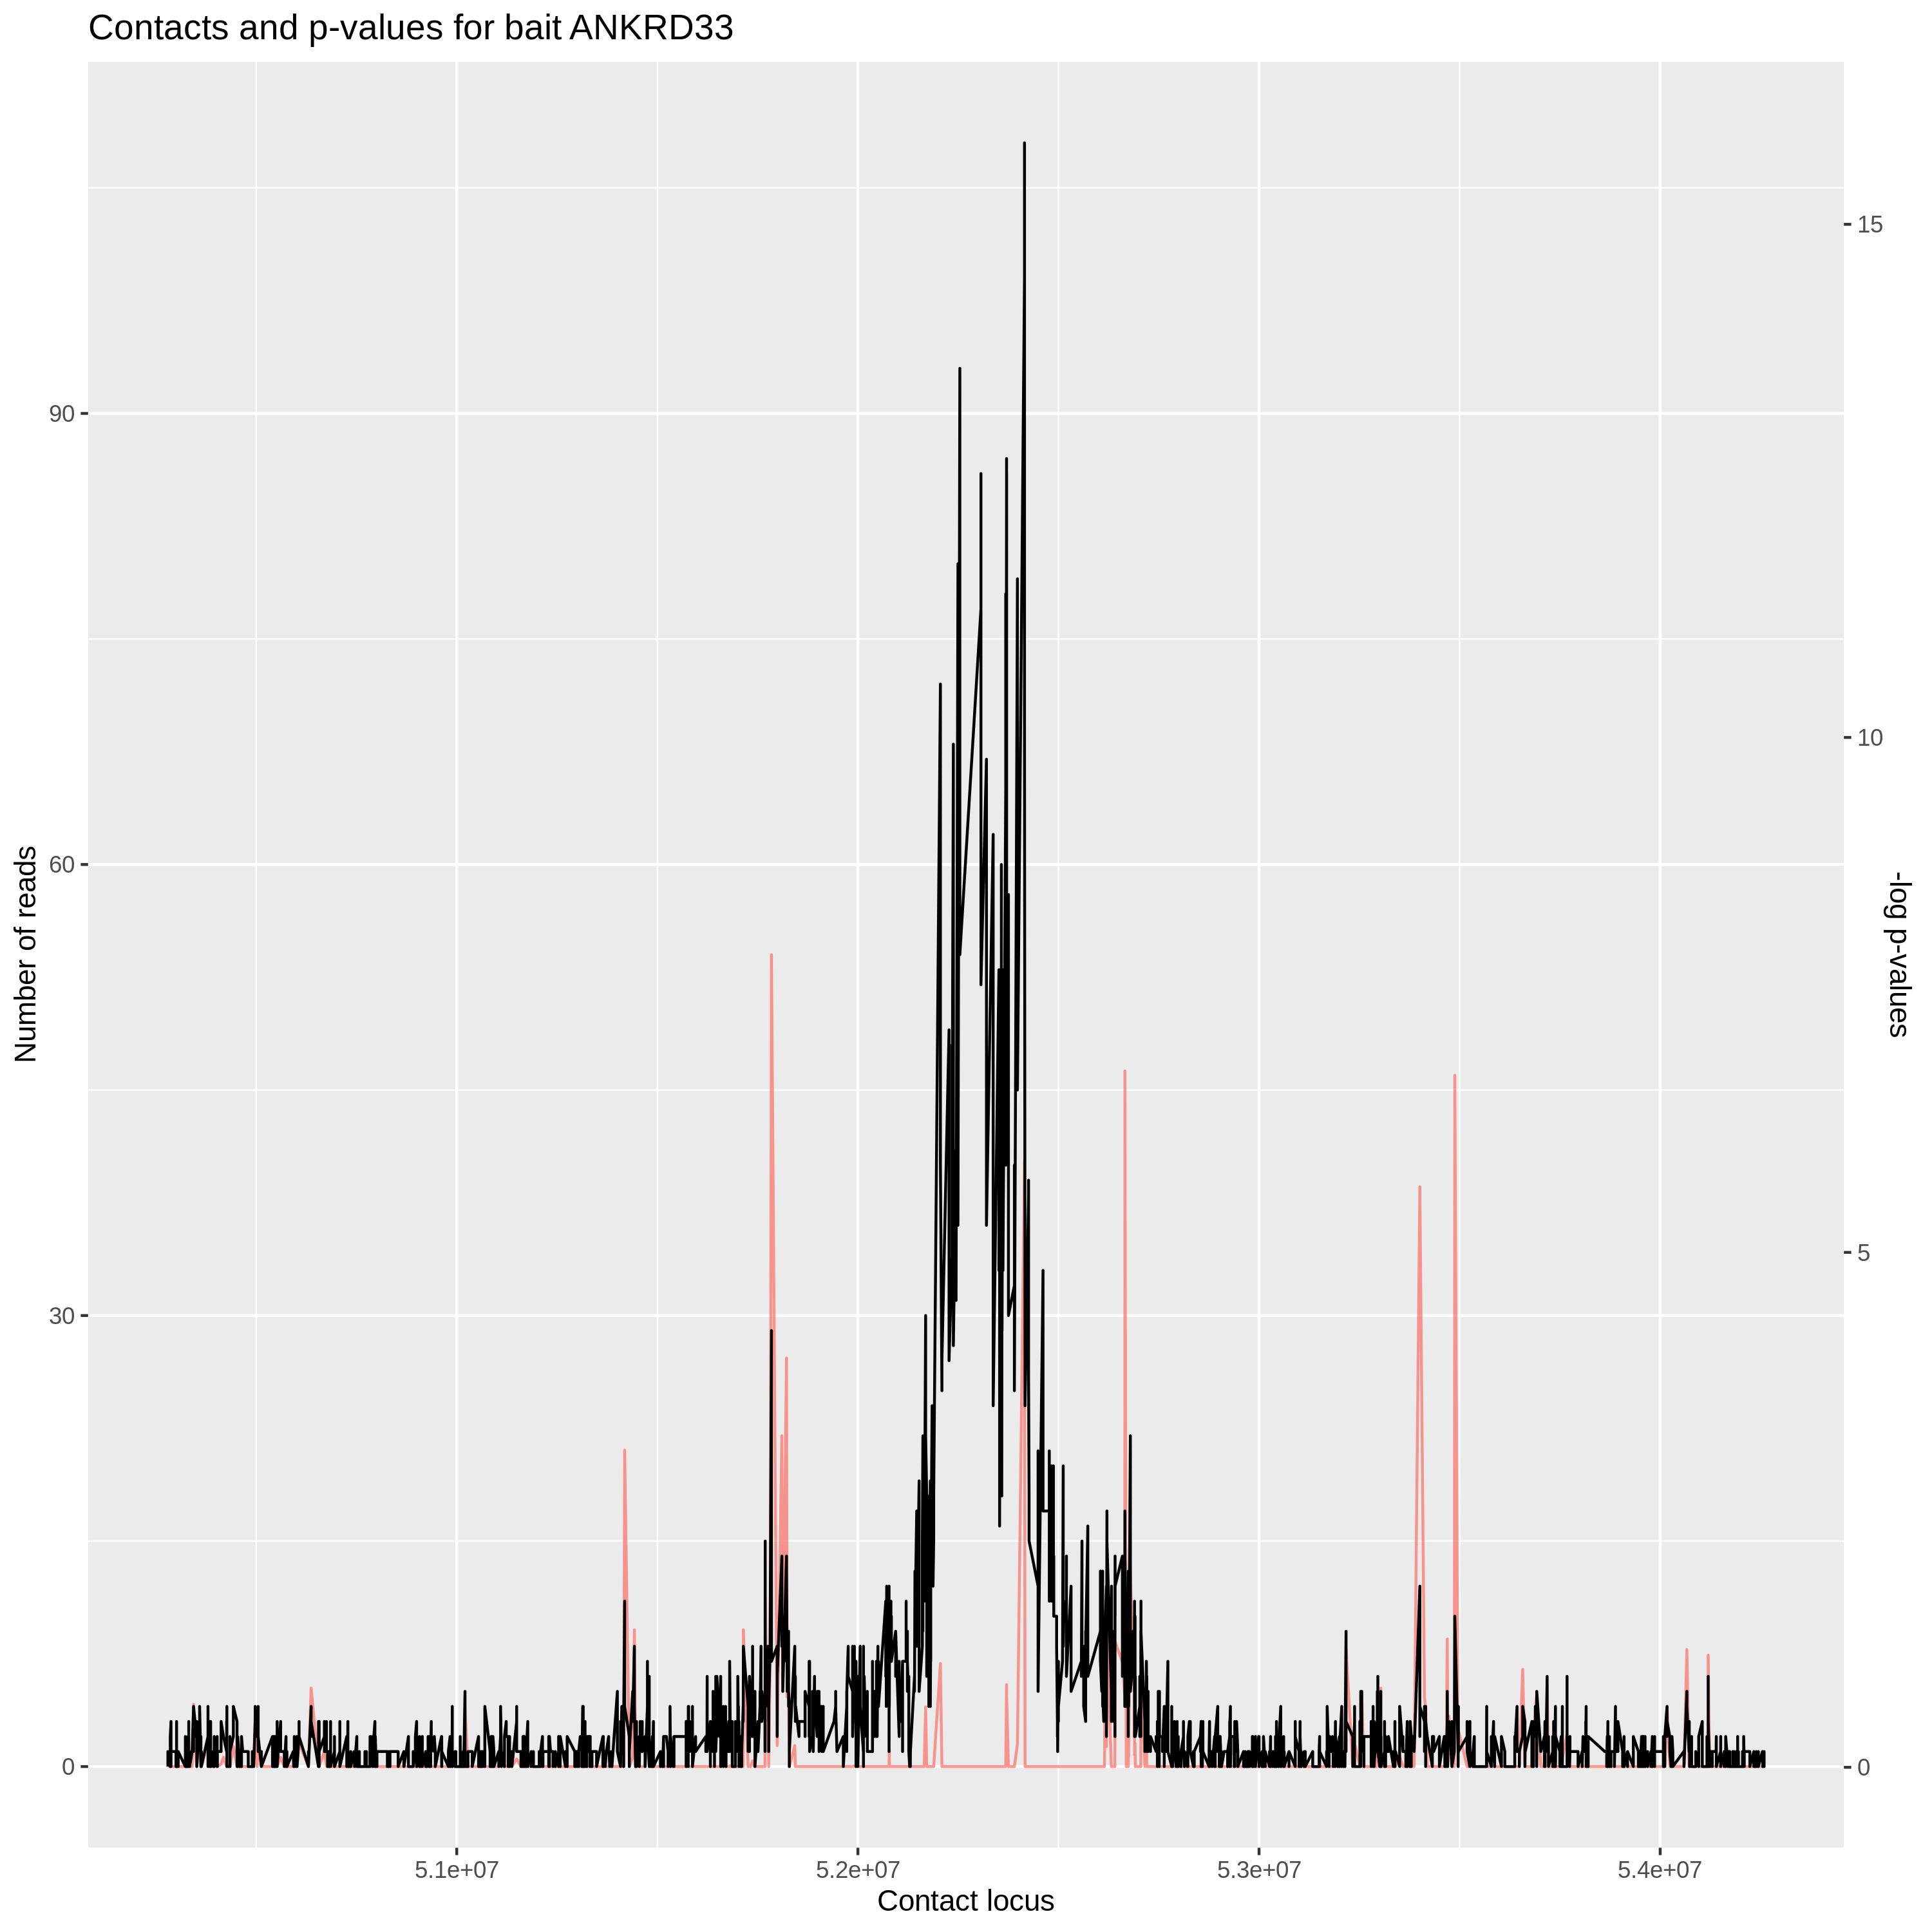 Contacts and p-values for bait ANKRD33
90
60
30
0
15
10
5
0
Number of reads
-log p-values
5.1e+07
5.2e+07
5.3e+07
5.4e+07
Contact locus